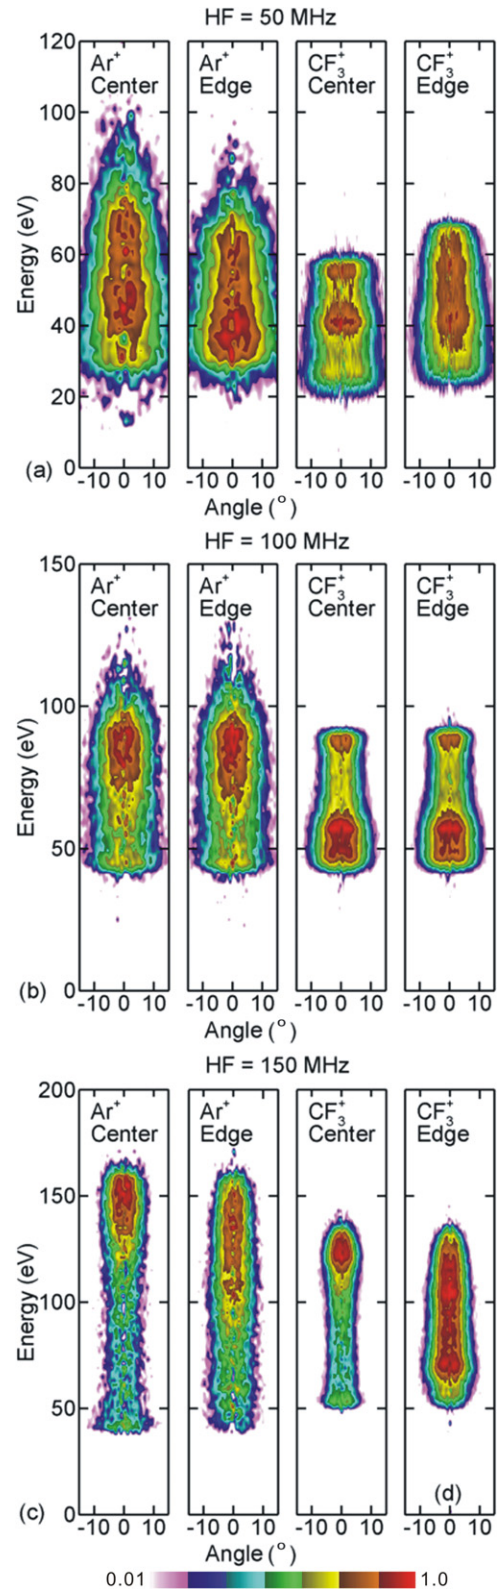 HF = 50 MHz
120
100
80
60
40
20
0
Energy (eV)
Ar+
Center
Ar+
Edge
CF3+
Center
CF3+
Edge
(a)
-10 0 10
-10 0 10
-10 0 10
-10 0 10
Angle (°)
HF = 100 MHz
150
100
50
0
Energy (eV)
Ar+
Center
Ar+
Edge
CF3+
Center
CF3+
Edge
(b)
-10 0 10
-10 0 10
-10 0 10
-10 0 10
Angle (°)
HF = 150 MHz
200
150
100
50
0
Energy (eV)
Ar+
Center
Ar+
Edge
CF3+
Center
CF3+
Edge
(d)
(c)
-10 0 10
-10 0 10
-10 0 10
-10 0 10
Angle (°)
0.01 1.0